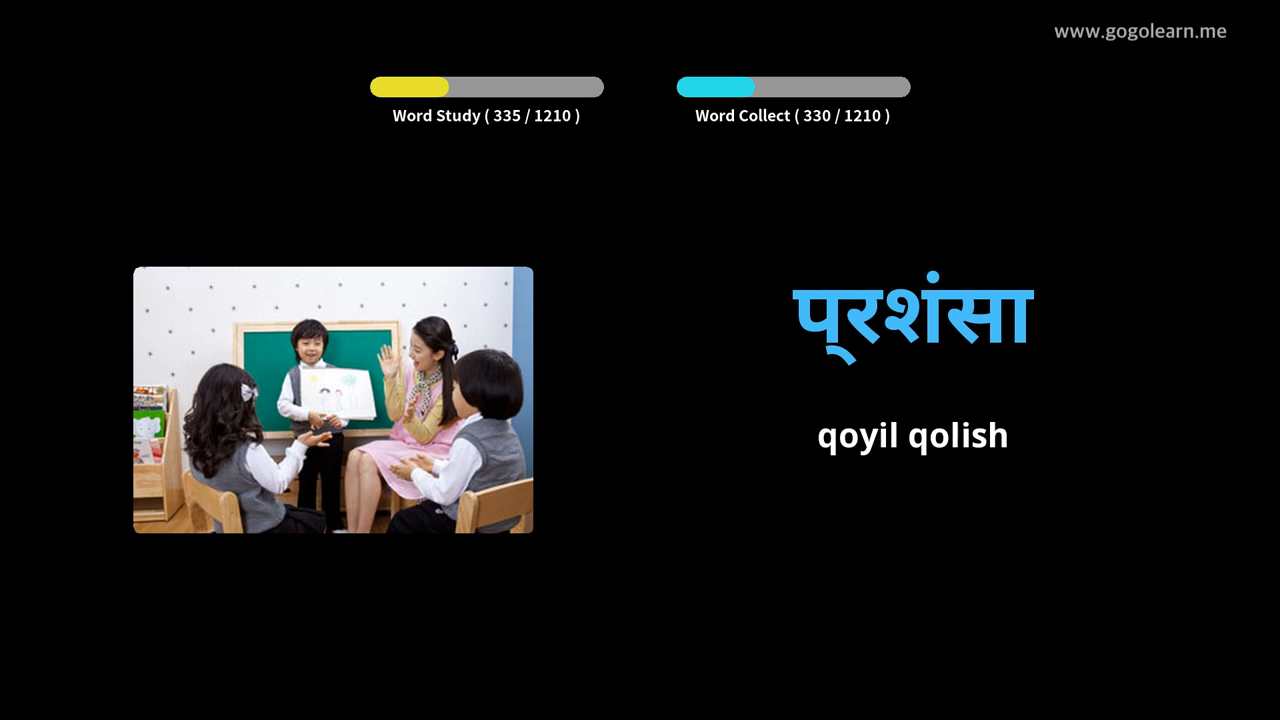 www.gogolearn.me
Word Study ( 335 / 1210 )
Word Collect ( 330 / 1210 )
प्रशंसा
qoyil qolish